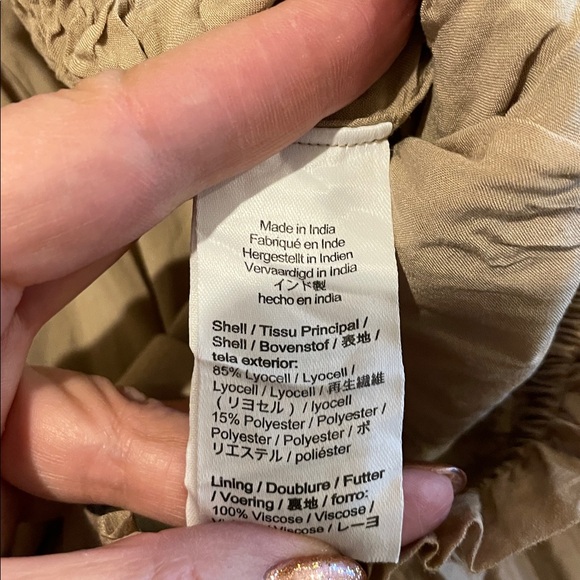 Made in India
Fabriqué en Inde
Hergestellt in Indien
Vervaardigd in India
インド製
hecho en india
Shell / Tissu Principal /
Shell / Bovenstof / 表地 /
tela exterior:
85% Lyocell / Lyocell /
Lyocell / Lyocell / 再生繊維
(リヨセル) / lyocell
15% Polyester / Polyester /
Polyester / Polyester / ポ
リエステル / poliéster
Lining / Doublure / Futter
/ Voering / 裏地 / forro:
100% Viscose / Viscose /
レーヨ